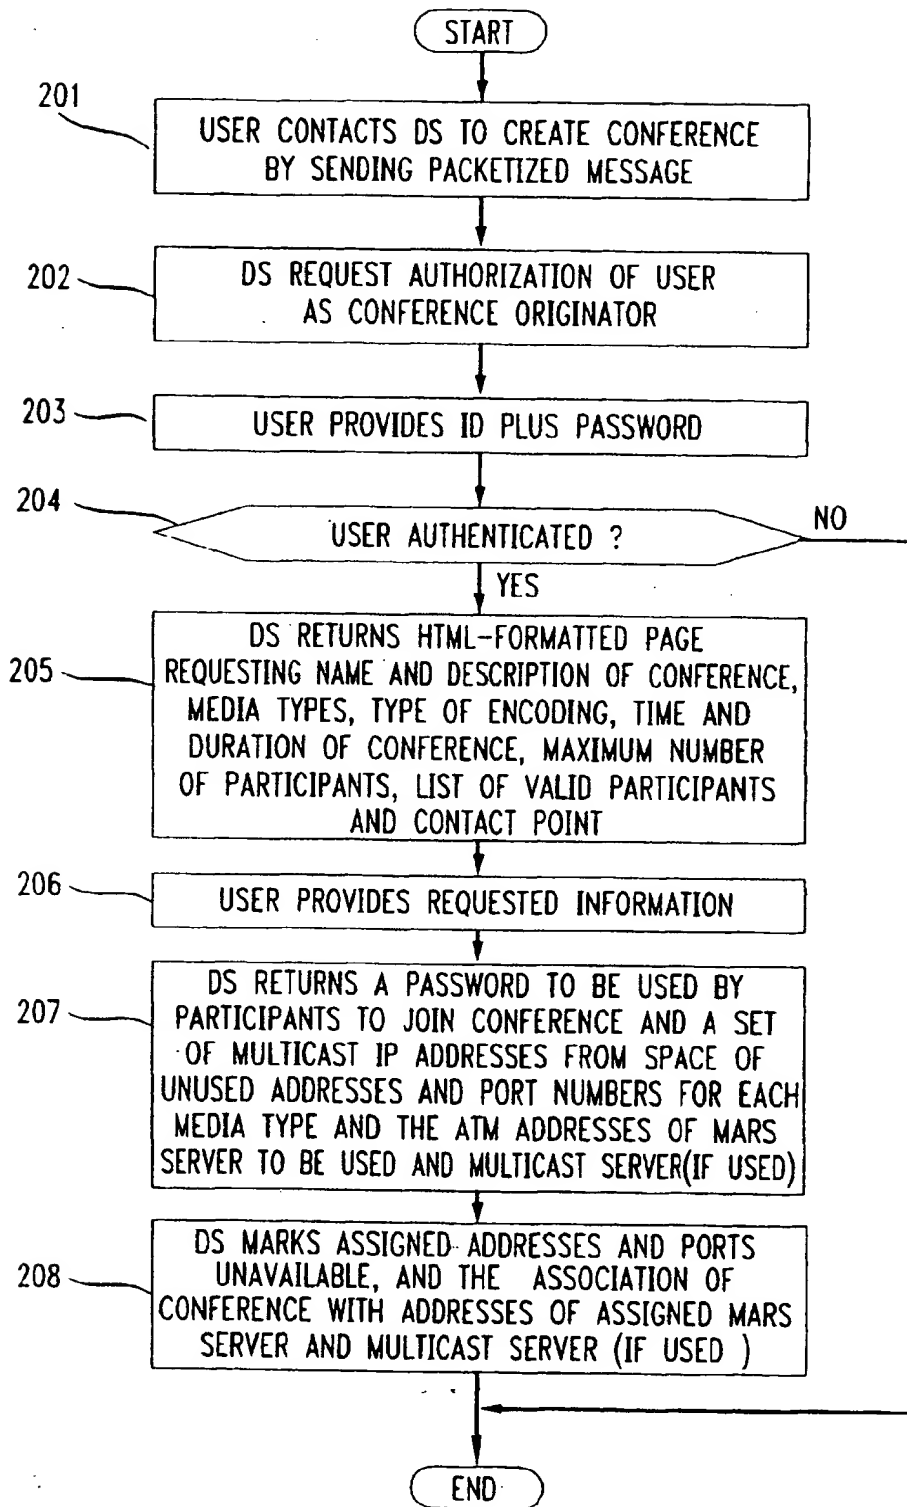 START
201
USER CONTACTS DS TO CREATE CONFERENCE
BY SENDING PACKETIZED MESSAGE
202
DS REQUEST AUTHORIZATION OF USER
AS CONFERENCE ORIGINATOR
203
USER PROVIDES ID PLUS PASSWORD
204
USER AUTHENTICATED ?
NO
YES
205
DS RETURNS HTML-FORMATTED PAGE
REQUESTING NAME AND DESCRIPTION OF CONFERENCE,
MEDIA TYPES, TYPE OF ENCODING, TIME AND
DURATION OF CONFERENCE, MAXIMUM NUMBER
OF PARTICIPANTS, LIST OF VALID PARTICIPANTS
AND CONTACT POINT
206
USER PROVIDES REQUESTED INFORMATION
207
DS RETURNS A PASSWORD TO BE USED BY
PARTICIPANTS TO JOIN CONFERENCE AND A SET
OF MULTICAST IP ADDRESSES FROM SPACE OF
UNUSED ADDRESSES AND PORT NUMBERS FOR EACH
MEDIA TYPE AND THE ATM ADDRESSES OF MARS
SERVER TO BE USED AND MULTICAST SERVER(IF USED)
208
DS MARKS ASSIGNED ADDRESSES AND PORTS
UNAVAILABLE, AND THE ASSOCIATION OF
CONFERENCE WITH ADDRESSES OF ASSIGNED MARS
SERVER AND MULTICAST SERVER (IF USED )
END